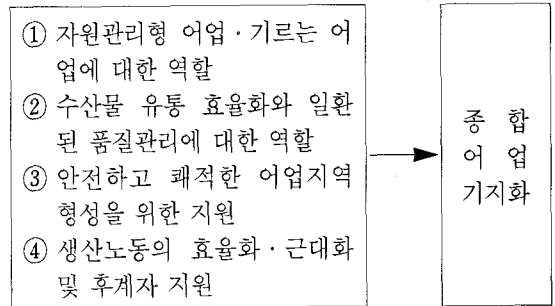 ① 자원관리형 어업·기르는 어
업에 대한 역할
② 수산물 유통 효율화와 일환
된 품질관리에 대한 역할
③ 안전하고 쾌적한 어업지역
형성을 위한 지원
④ 생산노동의 효율화·근대화
및 후계자 지원
종 합
어 업
기지화